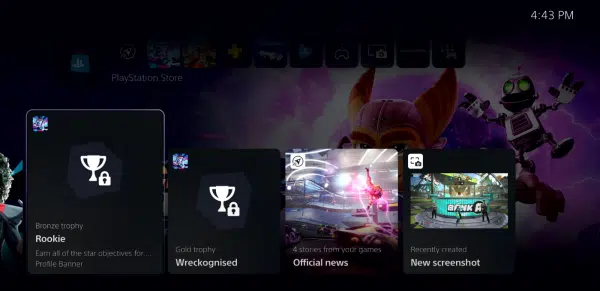 4:43 PM
PlayStation Store
Bronze trophy
Rookie
Earn all of the star objectives for...
Profile Banner
Gold trophy
Wreckognised
4 stories from your games
Official news
Recently created
New screenshot